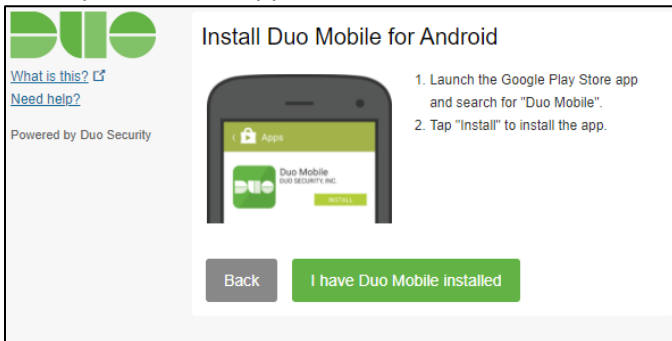 DUO
What is this?
Need help?
Powered by Duo Security
Install Duo Mobile for Android
1. Launch the Google Play Store app
and search for "Duo Mobile".
2. Tap "Install" to install the app.
Apps
DUO
Duo Mobile
DUO SECURITY, INC.
INSTALL
Back
I have Duo Mobile installed